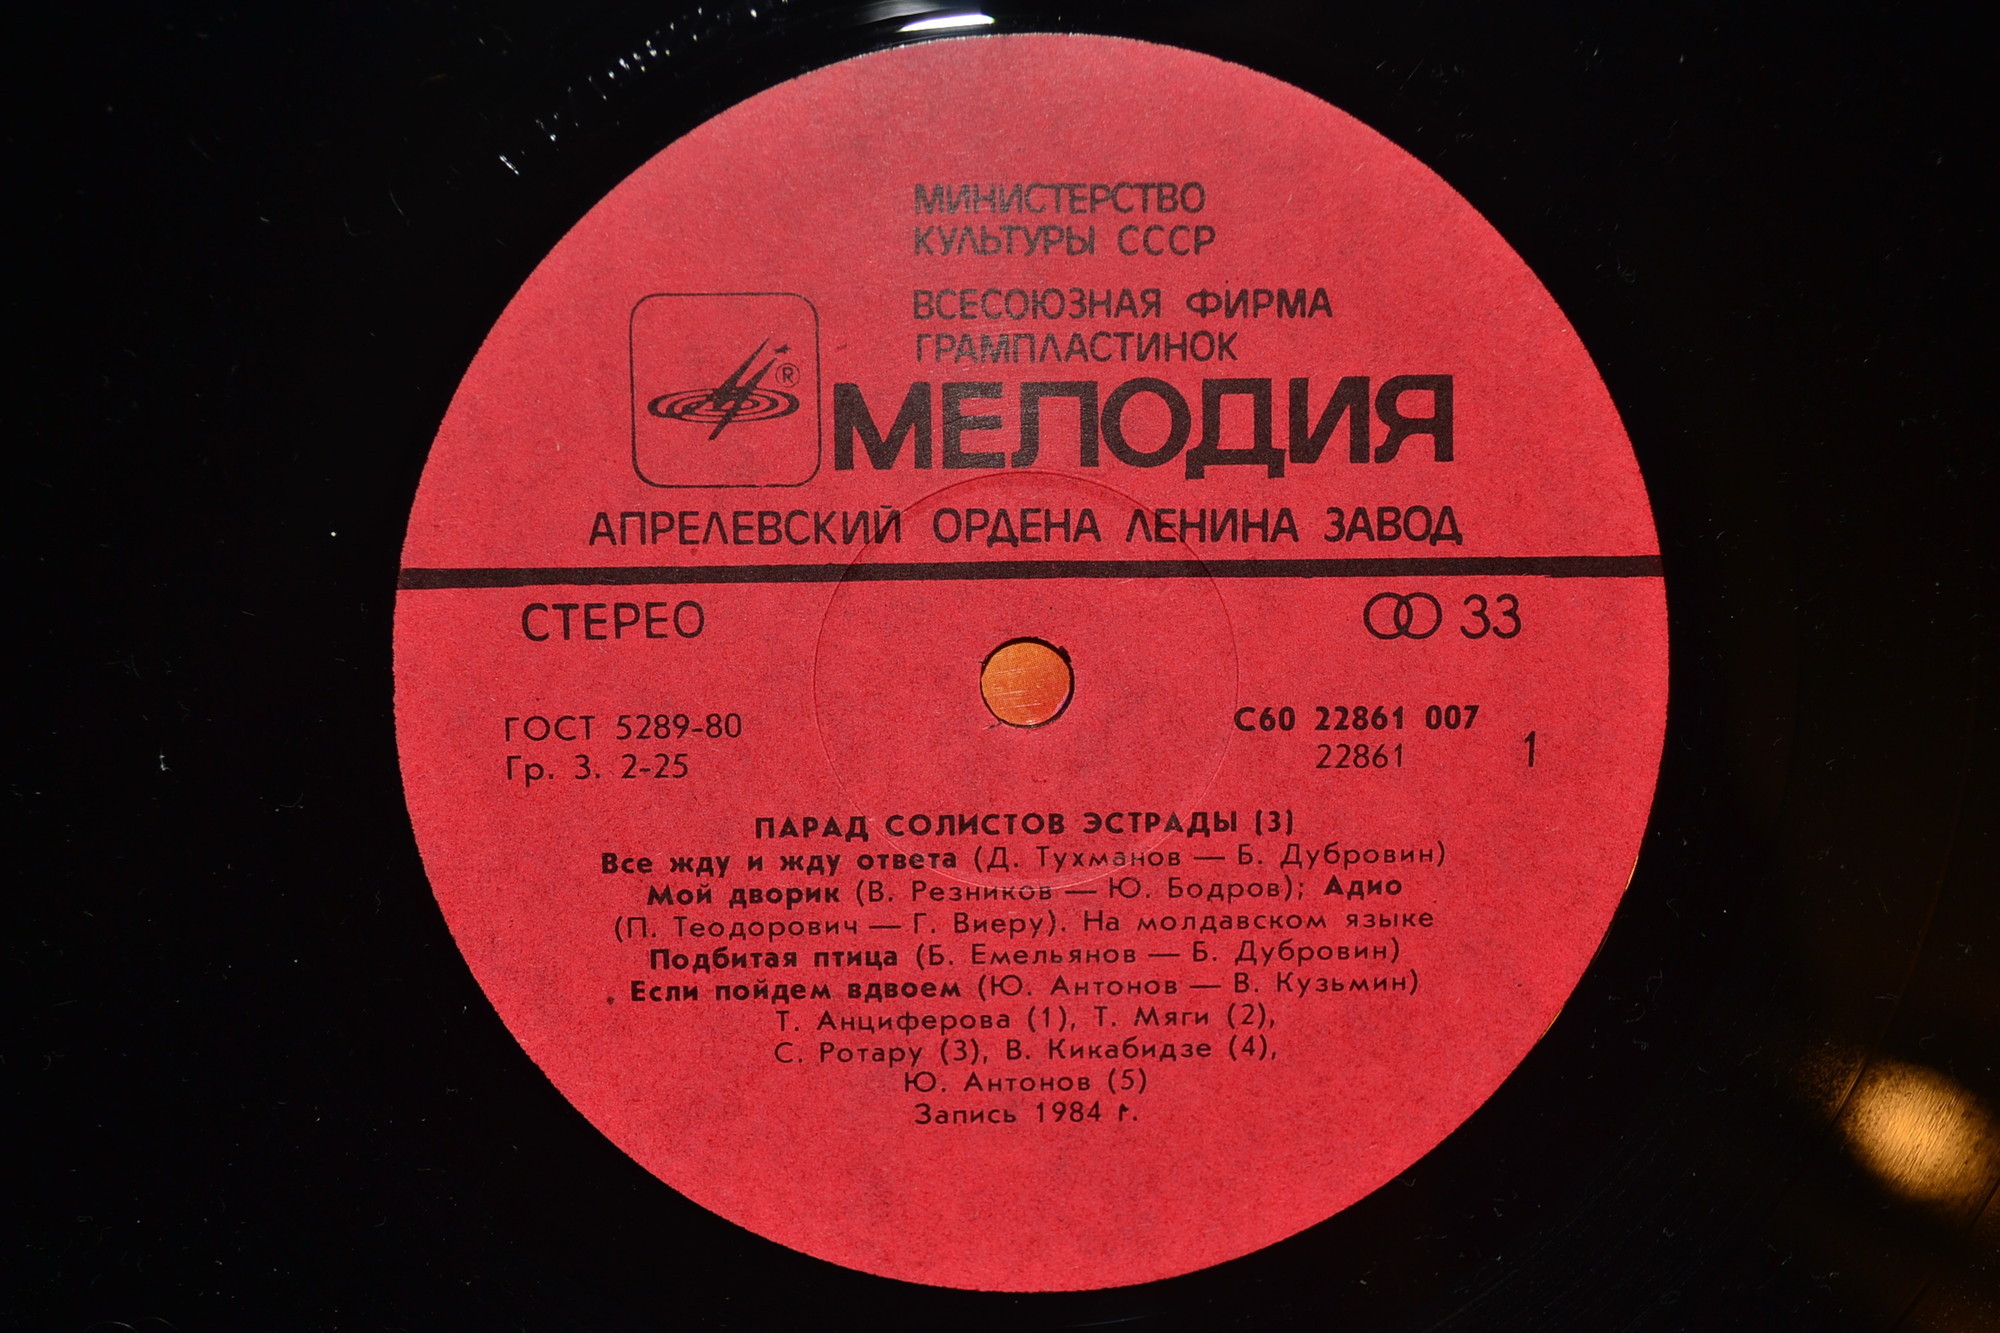 МИНИСТЕРСТВО
КУЛЬТУРЫ СССР
ВСЕСОЮЗНАЯ ФИРМА
ГРАМПЛАСТИНОК
®
МЕЛОДИЯ
АПРЕЛЕВСКИЙ ОРДЕНА ЛЕНИНА ЗАВОД
СТЕРЕО
33
ГОСТ 5289-80
Гр. 3. 2-25
С60 22861 007
22861
1
ПАРАД СОЛИСТОВ ЭСТРАДЫ (3)
Все жду и жду ответа (Д. Тухманов — Б. Дубровин)
Мой дворик (В. Резников — Ю. Бодров); Адио
(П. Теодорович — Г. Виеру). На молдавском языке
Подбитая птица (Б. Емельянов — Б. Дубровин)
Если пойдем вдвоем (Ю. Антонов — В. Кузьмин)
Т. Анциферова (1), Т. Мяги (2),
С. Ротару (3), В. Кикабидзе (4),
Ю. Антонов (5)
Запись 1984 г.